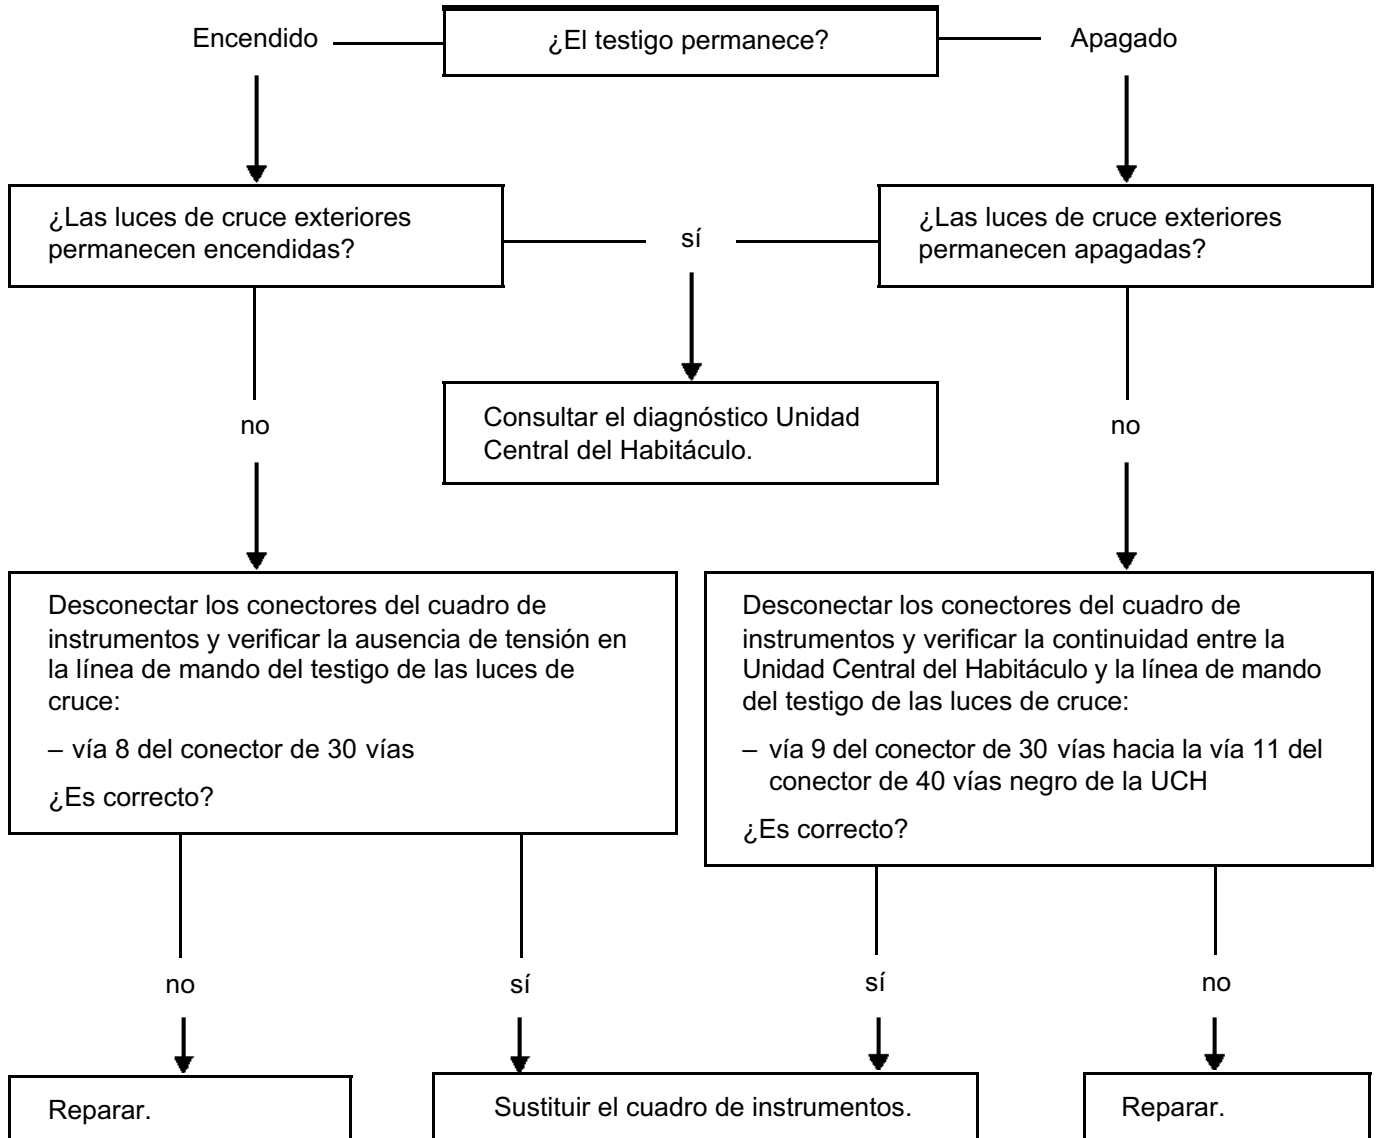 Encendido
¿El testigo permanece?
Apagado
¿Las luces de cruce exteriores
permanecen encendidas?
sí
¿Las luces de cruce exteriores
permanecen apagadas?
no
Consultar el diagnóstico Unidad
Central del Habitáculo.
no
Desconectar los conectores del cuadro de
instrumentos y verificar la ausencia de tensión en
la línea de mando del testigo de las luces de
cruce:
– vía 8 del conector de 30 vías
¿Es correcto?
Desconectar los conectores del cuadro de
instrumentos y verificar la continuidad entre la
Unidad Central del Habitáculo y la línea de mando
del testigo de las luces de cruce:
– vía 9 del conector de 30 vías hacia la vía 11 del
conector de 40 vías negro de la UCH
¿Es correcto?
no
sí
sí
no
Reparar.
Sustituir el cuadro de instrumentos.
Reparar.